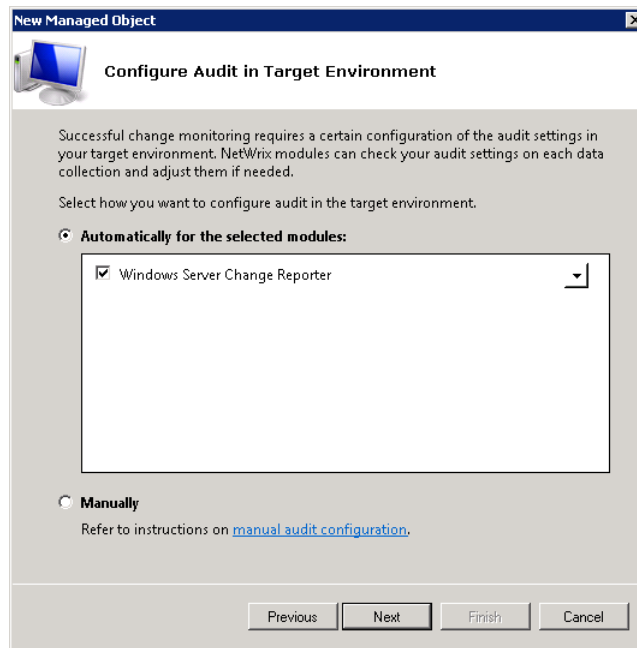 New Managed Object
Configure Audit in Target Environment
Successful change monitoring requires a certain configuration of the audit settings in
your target environment. NetWrix modules can check your audit settings on each data
collection and adjust them if needed.
Select how you want to configure audit in the target environment.
Automatically for the selected modules:
Windows Server Change Reporter
Manually
Refer to instructions on manual audit configuration.
Previous Next Finish Cancel